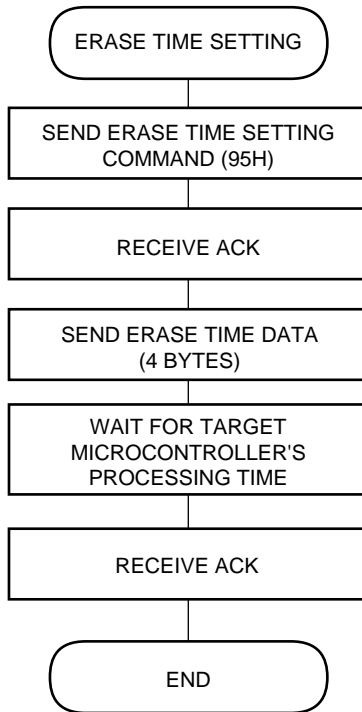 ERASE TIME SETTING
SEND ERASE TIME SETTING
COMMAND (95H)
RECEIVE ACK
SEND ERASE TIME DATA
(4 BYTES)
WAIT FOR TARGET
MICROCONTROLLER'S
PROCESSING TIME
RECEIVE ACK
END